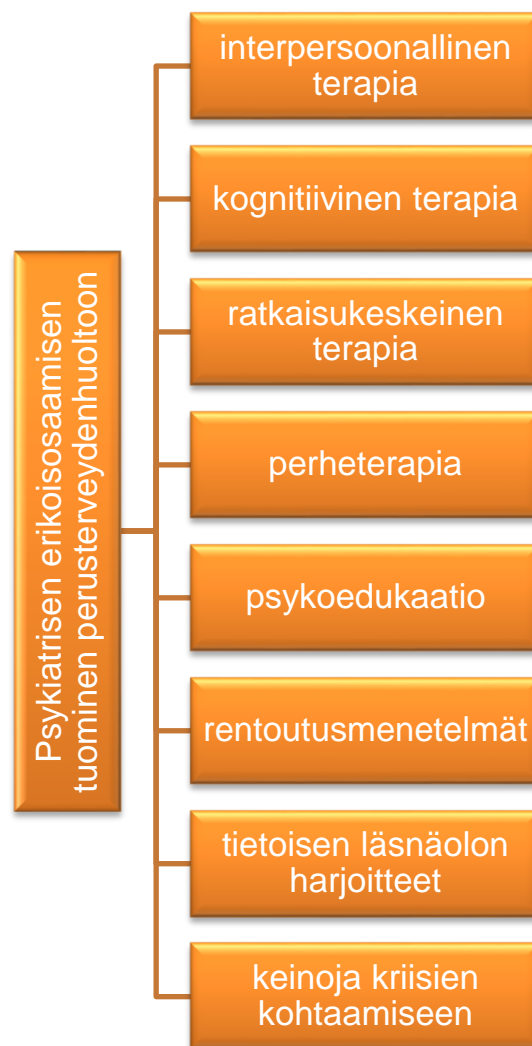 Psykiatrisen erikoisosaamisen
tuominen perusterveydenhuoltoon
interpersoonallinen
terapia
kognitiivinen terapia
ratkaisukeskeinen
terapia
perheterapia
psykoedukaatio
rentoutusmenetelmät
tietoisen läsnäolon
harjoitteet
keinoja kriisien
kohtaamiseen